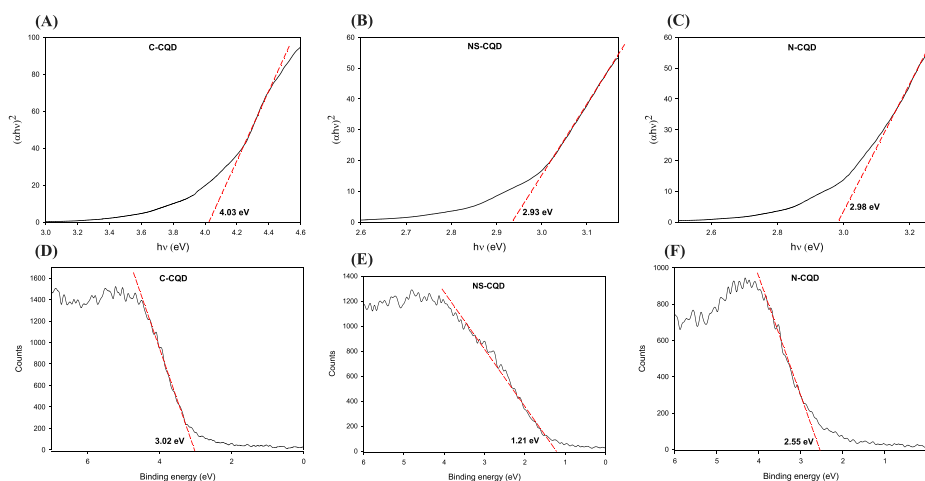 (A)
C-CQD
(αhν)2
100
80
60
40
20
0
4.03 eV
3.0 3.2 3.4 3.6 3.8 4.0 4.2 4.4 4.6
hν (eV)
(B)
NS-CQD
(αhν)2
60
50
40
30
20
10
0
2.93 eV
2.6 2.7 2.8 2.9 3.0 3.1
hν (eV)
(C)
N-CQD
(αhν)2
60
50
40
30
20
10
0
2.98 eV
2.6 2.8 3.0 3.2
hν (eV)
(D)
C-CQD
Counts
1600
1400
1200
1000
800
600
400
200
0
3.02 eV
6 4 2 0
Binding energy (eV)
(E)
NS-CQD
Counts
1400
1200
1000
800
600
400
200
0
1.21 eV
6 5 4 3 2 1 0
Binding energy (eV)
(F)
N-CQD
Counts
1000
800
600
400
200
0
2.55 eV
6 5 4 3 2 1 0
Binding energy (eV)